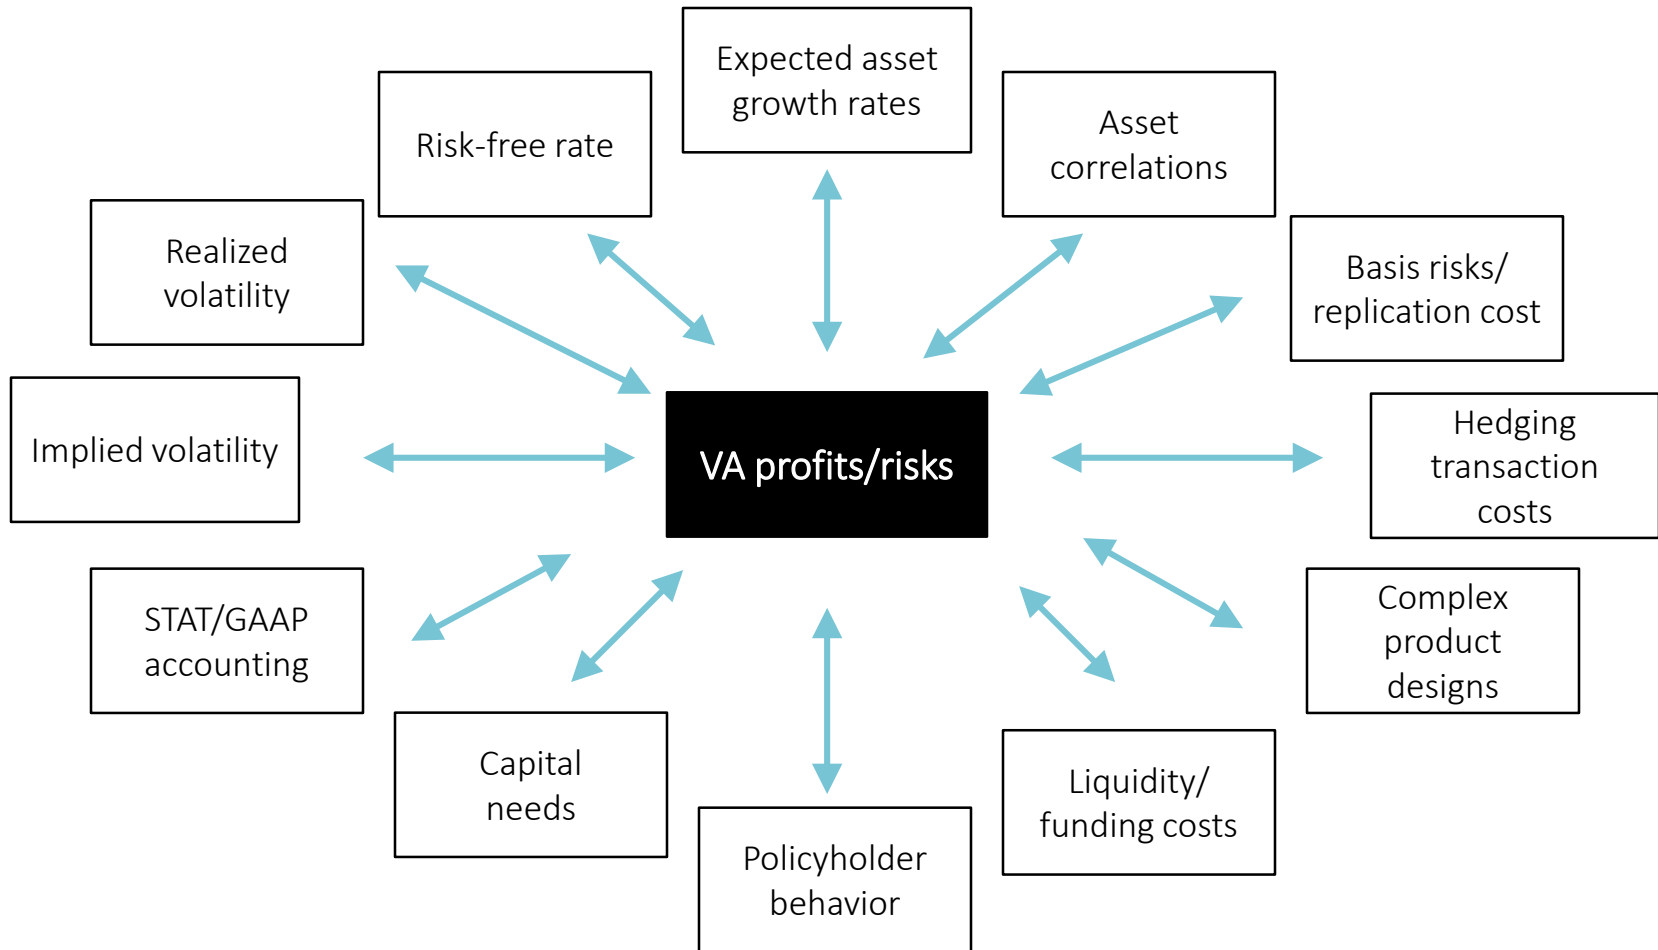 Expected asset
growth rates
Risk-free rate
Asset
correlations
Realized
volatility
Basis risks/
replication cost
Implied volatility
VA profits/risks
Hedging
transaction
costs
STAT/GAAP
accounting
Complex
product
designs
Capital
needs
Liquidity/
funding costs
Policyholder
behavior